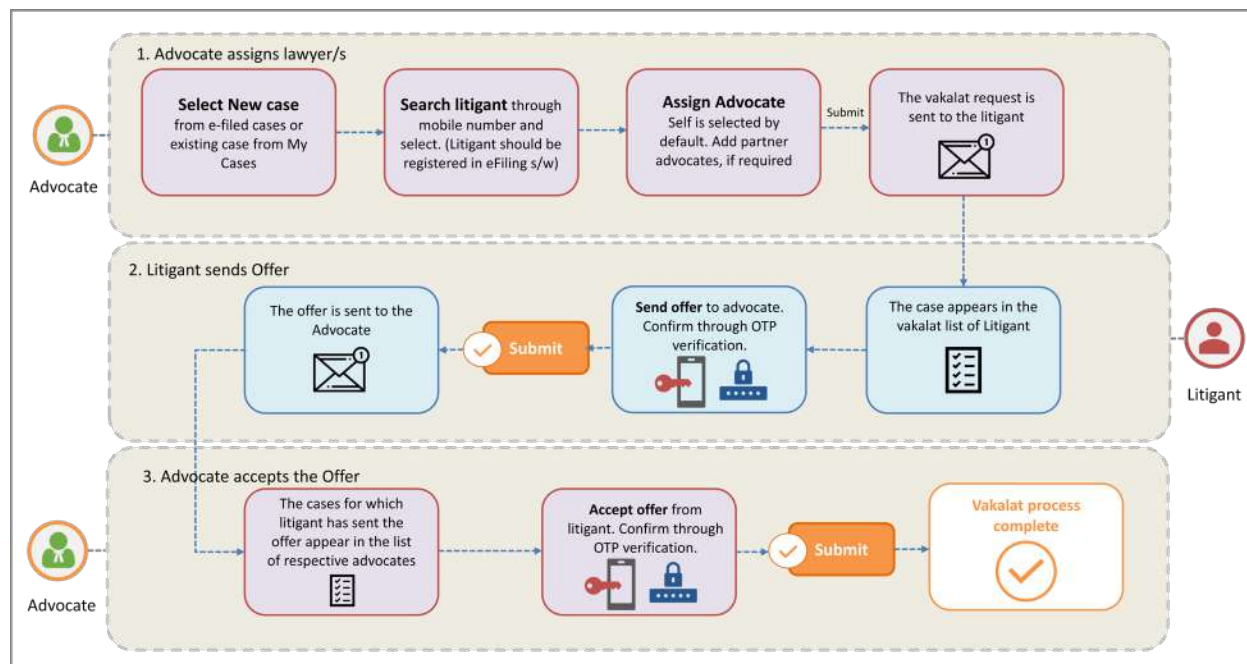 1. Advocate assigns lawyer/s
Select New case
from e-filed cases or
existing case from My
Cases
Search litigant through
mobile number and
select. (Litigant should be
registered in eFiling s/w)
Assign Advocate
Self is selected by
default. Add partner
advocates, if required
Submit
The vakalat request is
sent to the litigant
1
Advocate
2. Litigant sends Offer
The offer is sent to the
Advocate
1
Submit
Send offer to advocate.
Confirm through OTP
verification.
The case appears in the
vakalat list of Litigant
Litigant
3. Advocate accepts the Offer
The cases for which
litigant has sent the
offer appear in the list
of respective advocates
Accept offer from
litigant. Confirm through
OTP verification.
Submit
Vakalat process
complete
Advocate